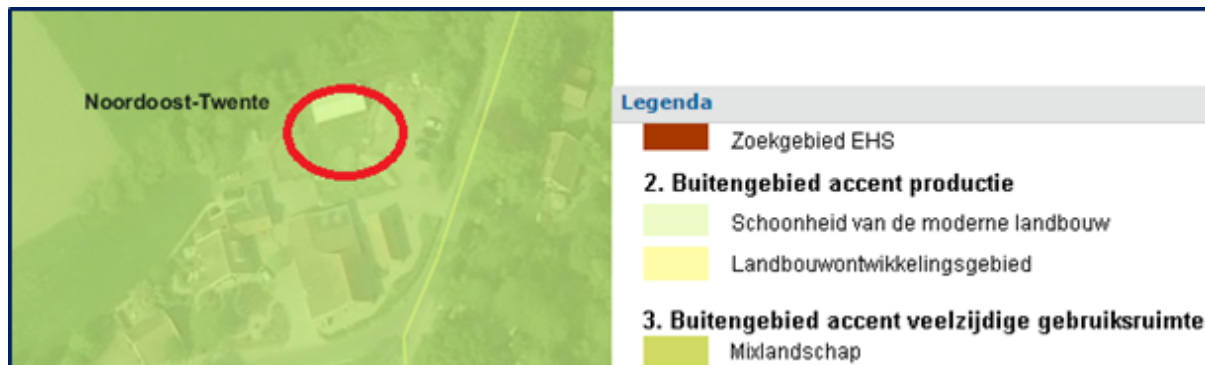 Noordoost-Twente
Legenda
Zoekgebied EHS
2. Buitengebied accent productie
Schoonheid van de moderne landbouw
Landbouwontwikkelingsgebied
3. Buitengebied accent veelzijdige gebruiksruimte
Mixlandschap